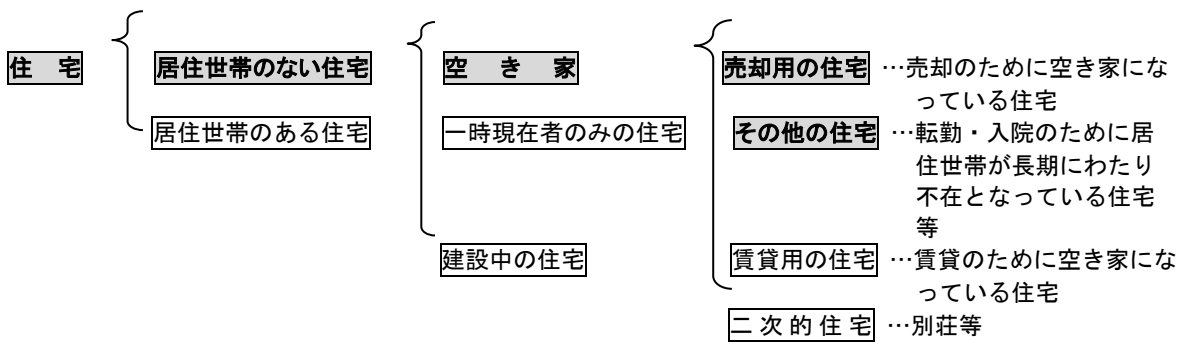 住　宅
居住世帯のない住宅
居住世帯のある住宅
空　き　家
一時現在者のみの住宅
建設中の住宅
売却用の住宅 …売却のために空き家にな
っている住宅
その他の住宅 …転勤・入院のために居
住世帯が長期にわたり
不在となっている住宅
等
賃貸用の住宅 …賃貸のために空き家にな
っている住宅
二 次 的 住 宅 …別荘等